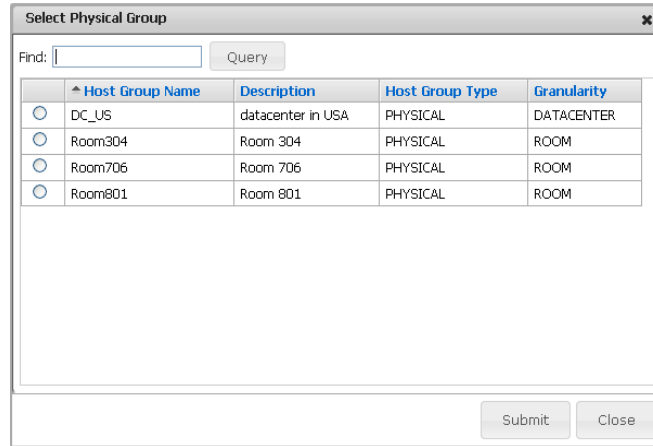 Select Physical Group
Find: Query
Host Group Name Description Host Group Type Granularity
DC_US datacenter in USA PHYSICAL DATACENTER
Room304 Room 304 PHYSICAL ROOM
Room706 Room 706 PHYSICAL ROOM
Room801 Room 801 PHYSICAL ROOM
Submit Close